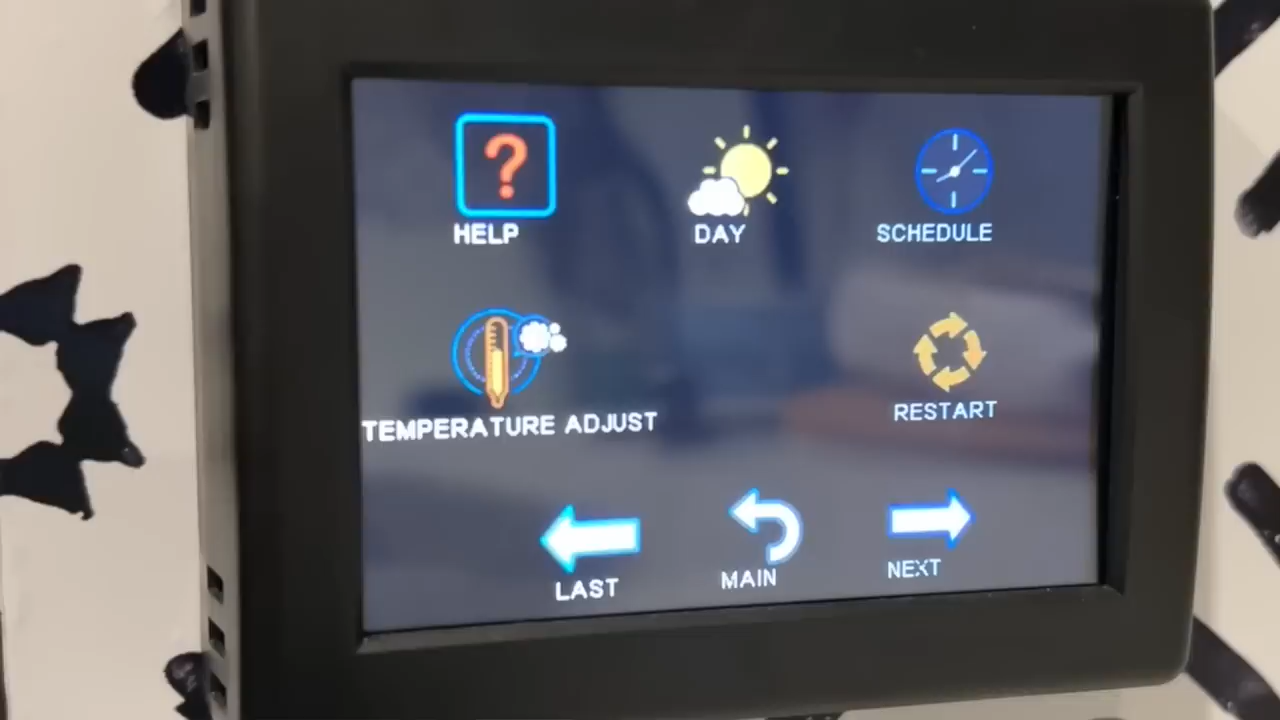 ?
HELP
DAY
SCHEDULE
TEMPERATURE ADJUST
RESTART
LAST
MAIN
NEXT